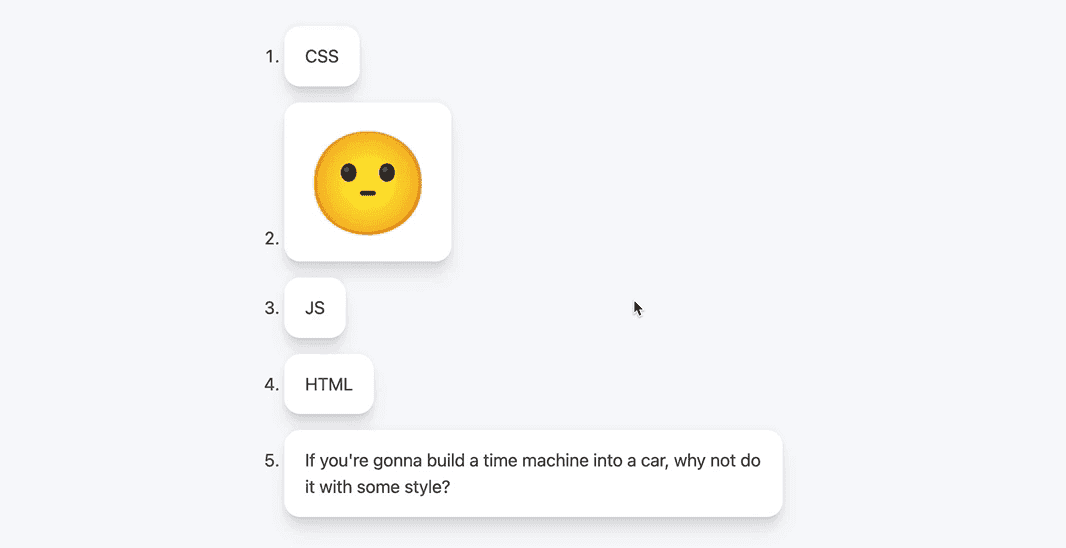 1. CSS
2.
3. JS
4. HTML
5. If you're gonna build a time machine into a car, why not do
it with some style?